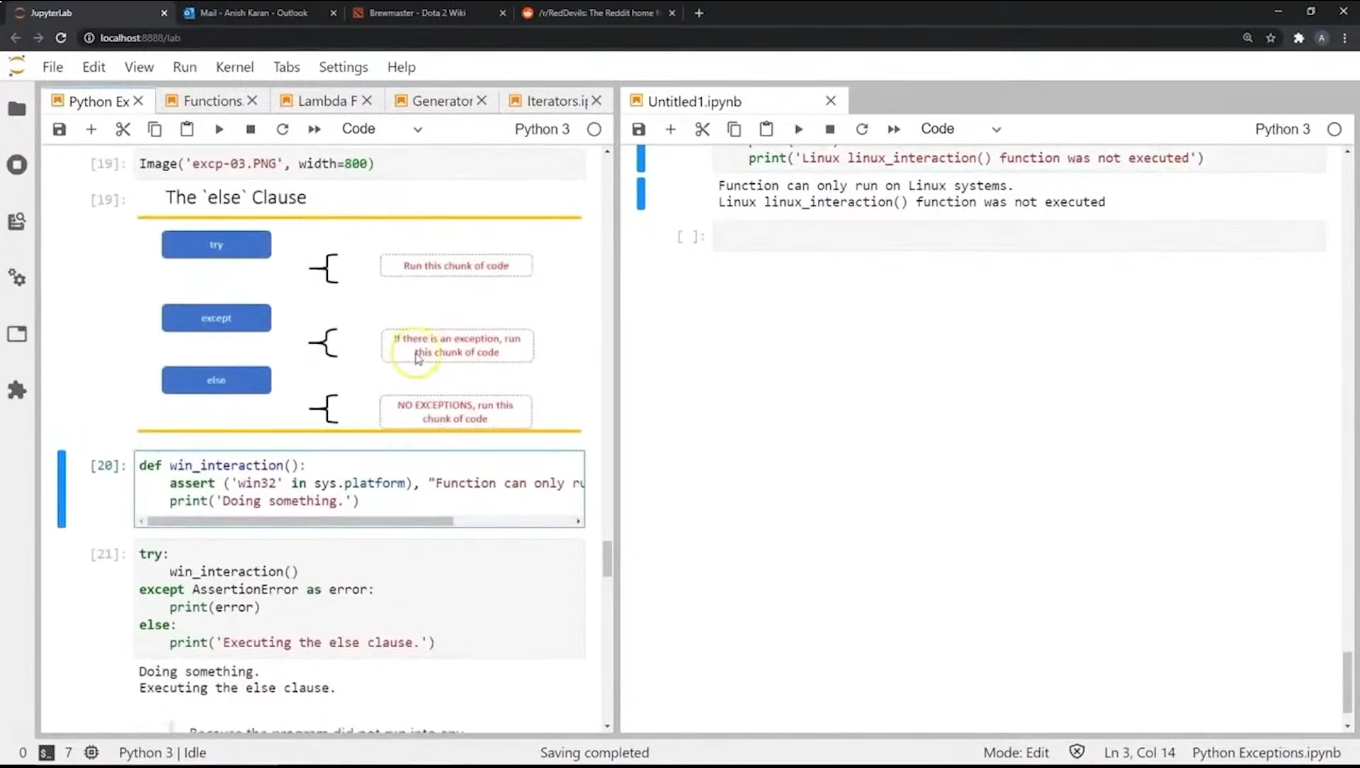 JupyterLab
Mail - Anish Karan - Outlook
Brewmaster - Dota 2 Wiki
/r/RedDevils: The Reddit home f
localhost:8888/lab
A
File Edit View Run Kernel Tabs Settings Help
Python Ex
Functions.
Lambda F
Generator
Iterators.i
Untitled1.ipynb
Code
Python 3
Code
Python 3
[19]: Image('excp-03.PNG', width=800)
[19]: The `else` Clause
try
Run this chunk of code
except
If there is an exception, run
this chunk of code
else
NO EXCEPTIONS, run this
chunk of code
[20]: def win_interaction():
assert ('win32' in sys.platform), "Function can only ru
print('Doing something.')
[21]: try:
win_interaction()
except AssertionError as error:
print(error)
else:
print('Executing the else clause.')
Doing something.
Executing the else clause.
print('Linux linux_interaction() function was not executed')
Function can only run on Linux systems.
Linux linux_interaction() function was not executed
[ ]:
0 7 Python 3 | Idle
Saving completed
Mode: Edit
Ln 3, Col 14
Python Exceptions.ipynb